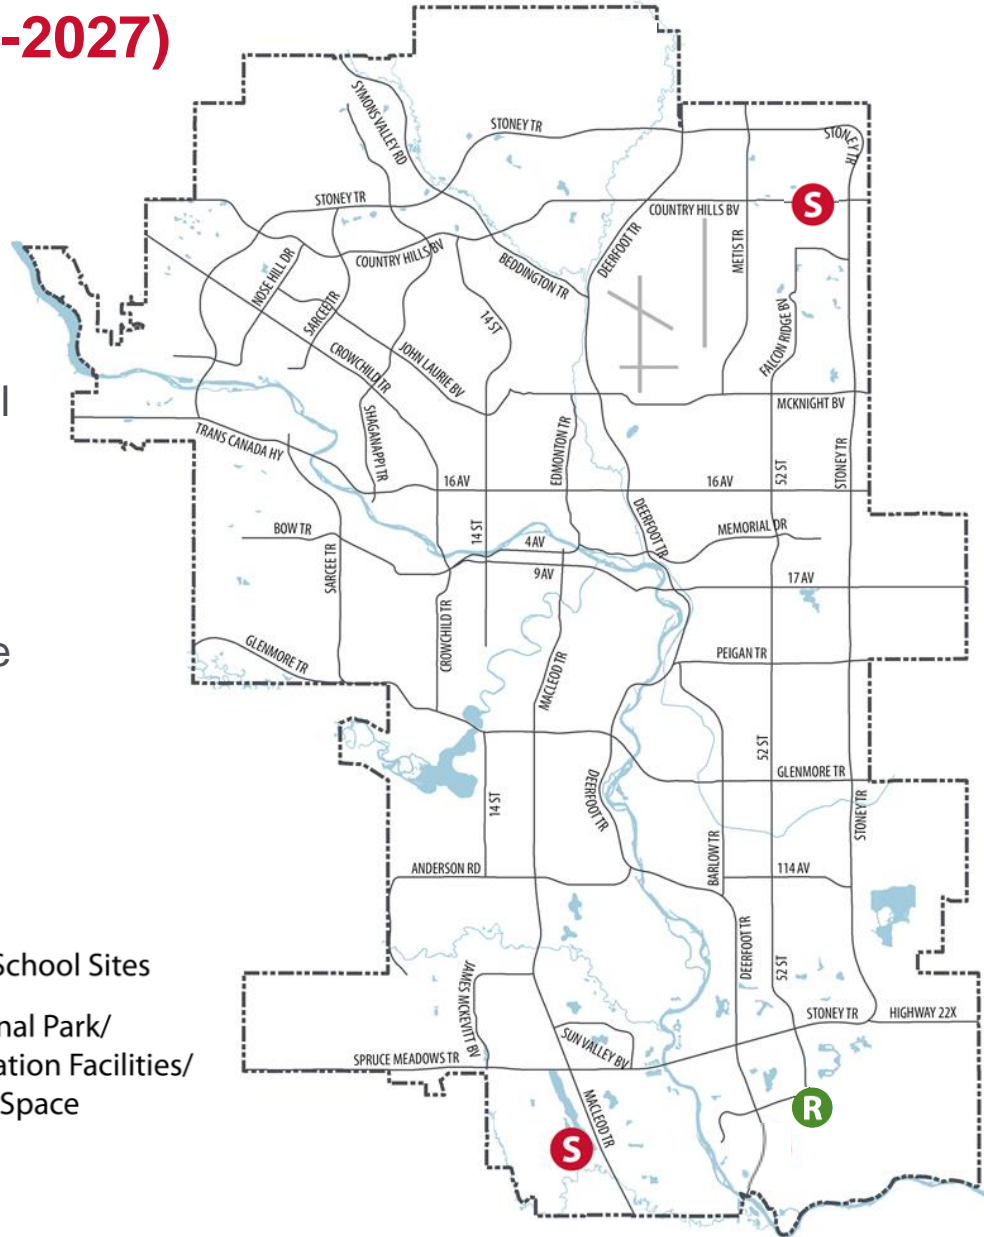 -2027)
SYMONS VALLEY RD
STONEY TR
STONEY TR
STONEY TR
COUNTRY HILLS BV
S
COUNTRY HILLS BV
BEDDINGTON TR
DEERFOOT TR
METIS TR
NOSE HILL DR
SARCEE TR
14 ST
FALCON RIDGE BV
CROWCHILD TR
JOHN LAURIE BV
l
MCKNIGHT BV
SHAGANAPPI TR
TRANS CANADA HY
EDMONTON TR
52 ST
STONEY TR
16 AV
16 AV
DEERFOOT TR
MEMORIAL DR
BOW TR
14 ST
4 AV
9 AV
SARCEE TR
17 AV
CROWCHILD TR
e
GLENMORE TR
MACLEOD TR
PEIGAN TR
52 ST
GLENMORE TR
14 ST
DEERFOOT TR
STONEY TR
BARLOW TR
ANDERSON RD
114 AV
DEERFOOT TR
52 ST
School Sites
JAMES MCKEVITT BV
nal Park/
ation Facilities/
Space
STONEY TR
HIGHWAY 22X
SUN VALLEY BV
SPRUCE MEADOWS TR
MACLEOD TR
R
S